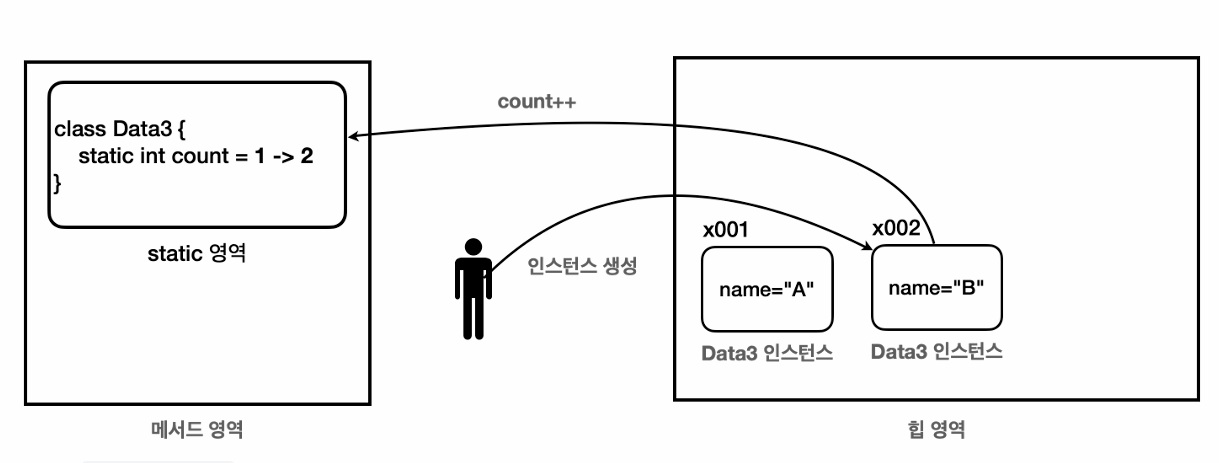 count++
class Data3 {
static int count = 1 -> 2
}
static 영역
메서드 영역
인스턴스 생성
x001
x002
name="A"
name="B"
Data3 인스턴스
Data3 인스턴스
힙 영역